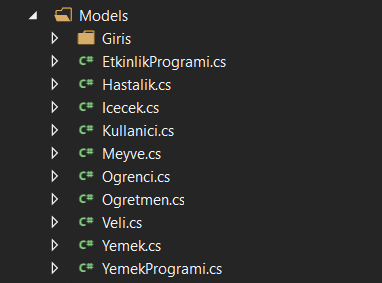 Models
Giris
C# EtkinlikProgrami.cs
C# Hastalik.cs
C# Icecek.cs
C# Kullanici.cs
C# Meyve.cs
C# Ogrenci.cs
C# Ogretmen.cs
C# Veli.cs
C# Yemek.cs
C# YemekProgrami.cs